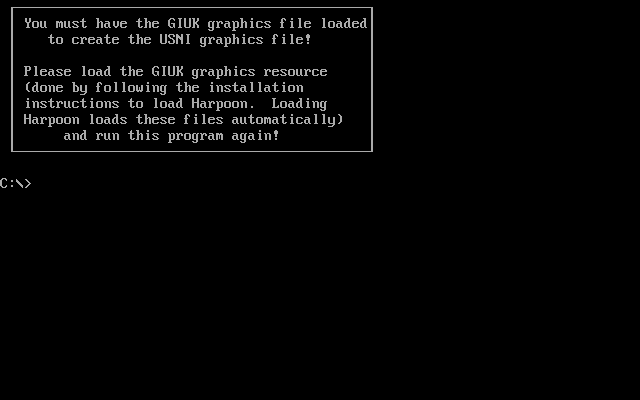 You must have the GIUK graphics file loaded
to create the USNI graphics file!
Please load the GIUK graphics resource
(done by following the installation
instructions to load Harpoon.  Loading
Harpoon loads these files automatically)
and run this program again!
C:\>